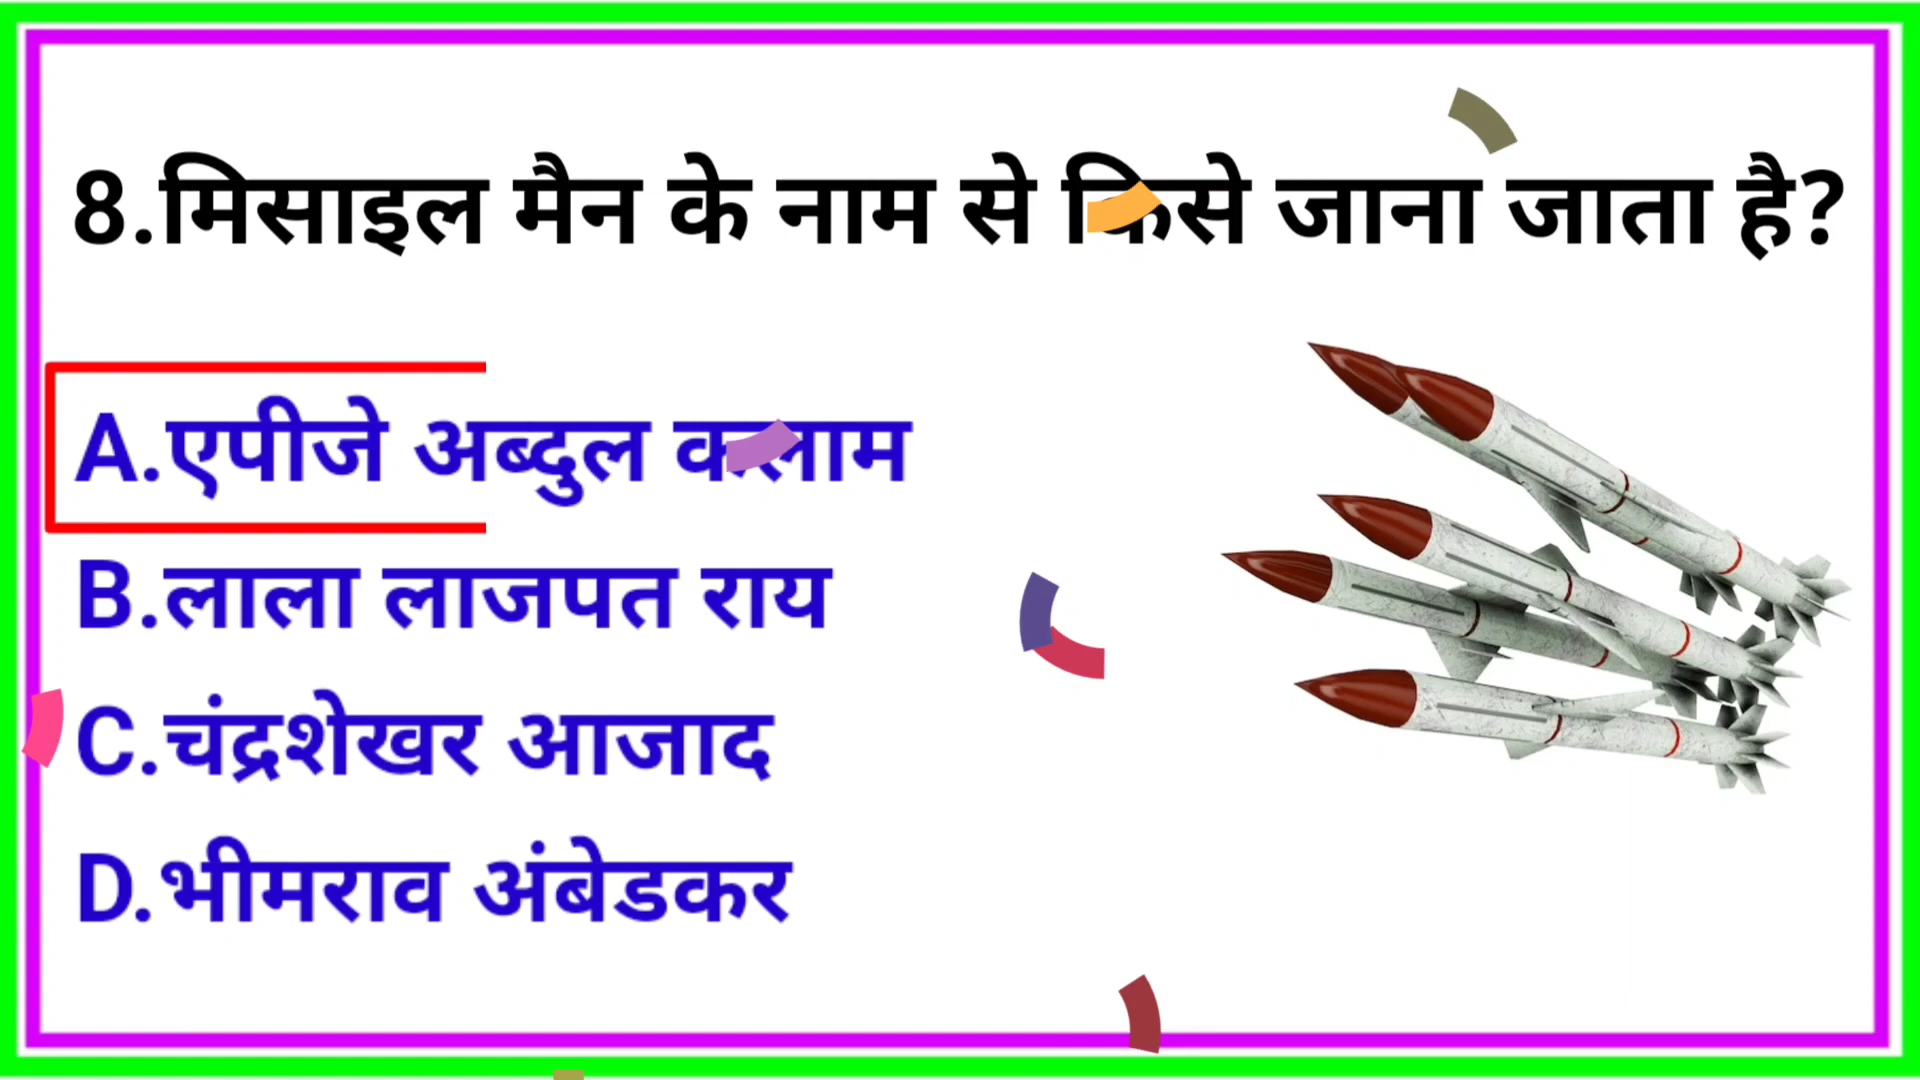 8.मिसाइल मैन के नाम से किसे जाना जाता है?
A.एपीजे अब्दुल कलाम
B.लाला लाजपत राय
C.चंद्रशेखर आजाद
D.भीमराव अंबेडकर